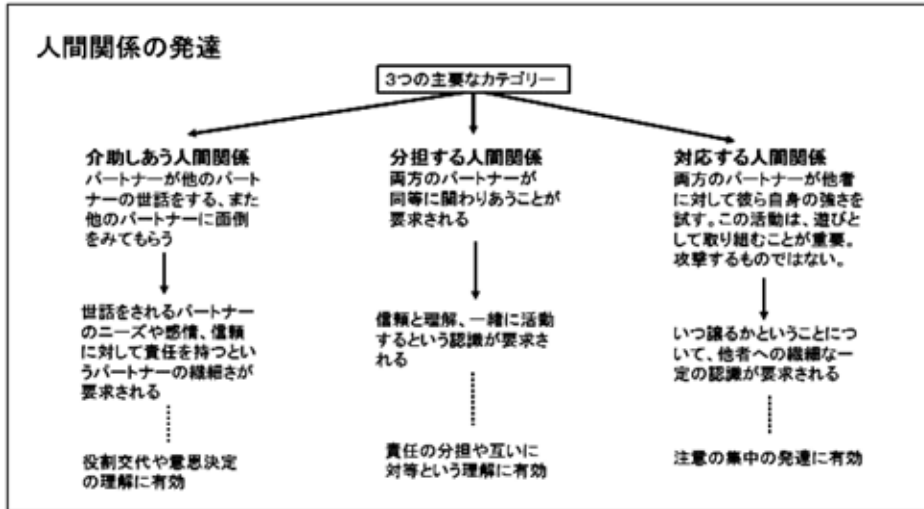 人間関係の発達
3つの主要なカテゴリー
介助しあう人間関係
パートナーが他のパート
ナーの世話をする、また
他のパートナーに面倒
をみてもらう
世話をされるパートナー
のニーズや感情、信頼
に対して責任を持つとい
うパートナーの繊細さが
要求される
役割交代や意思決定
の理解に有効
分担する人間関係
両方のパートナーが
同等に関わりあうことが
要求される
信頼と理解、一緒に活動
するという認識が要求さ
れる
責任の分担や互いに
対等という理解に有効
対応する人間関係
両方のパートナーが他者
に対して彼ら自身の強さを
試す。この活動は、遊びと
して取り組むことが重要。
攻撃するものではない。
いつ譲るかということにつ
いて、他者への繊細な一
定の認識が要求される
注意の集中の発達に有効